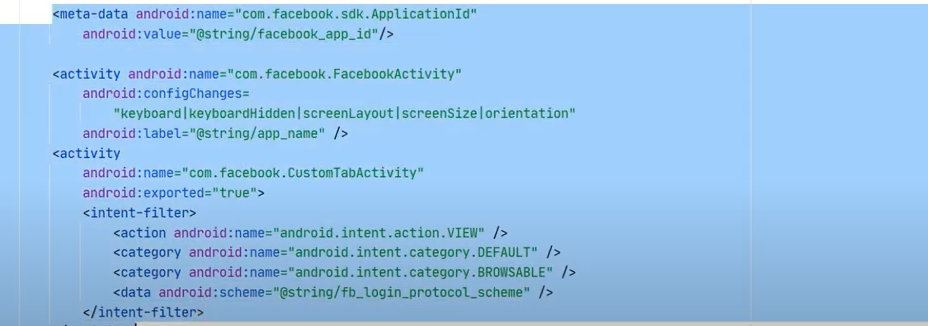 <meta-data android:name="com.facebook.sdk.ApplicationId"
android:value="@string/facebook_app_id"/>
<activity android:name="com.facebook.FacebookActivity"
android:configChanges=
"keyboard|keyboardHidden|screenLayout|screenSize|orientation"
android:label="@string/app_name" />
<activity
android:name="com.facebook.CustomTabActivity"
android:exported="true">
<intent-filter>
<action android:name="android.intent.action.VIEW" />
<category android:name="android.intent.category.DEFAULT" />
<category android:name="android.intent.category.BROWSABLE" />
<data android:scheme="@string/fb_login_protocol_scheme" />
</intent-filter>